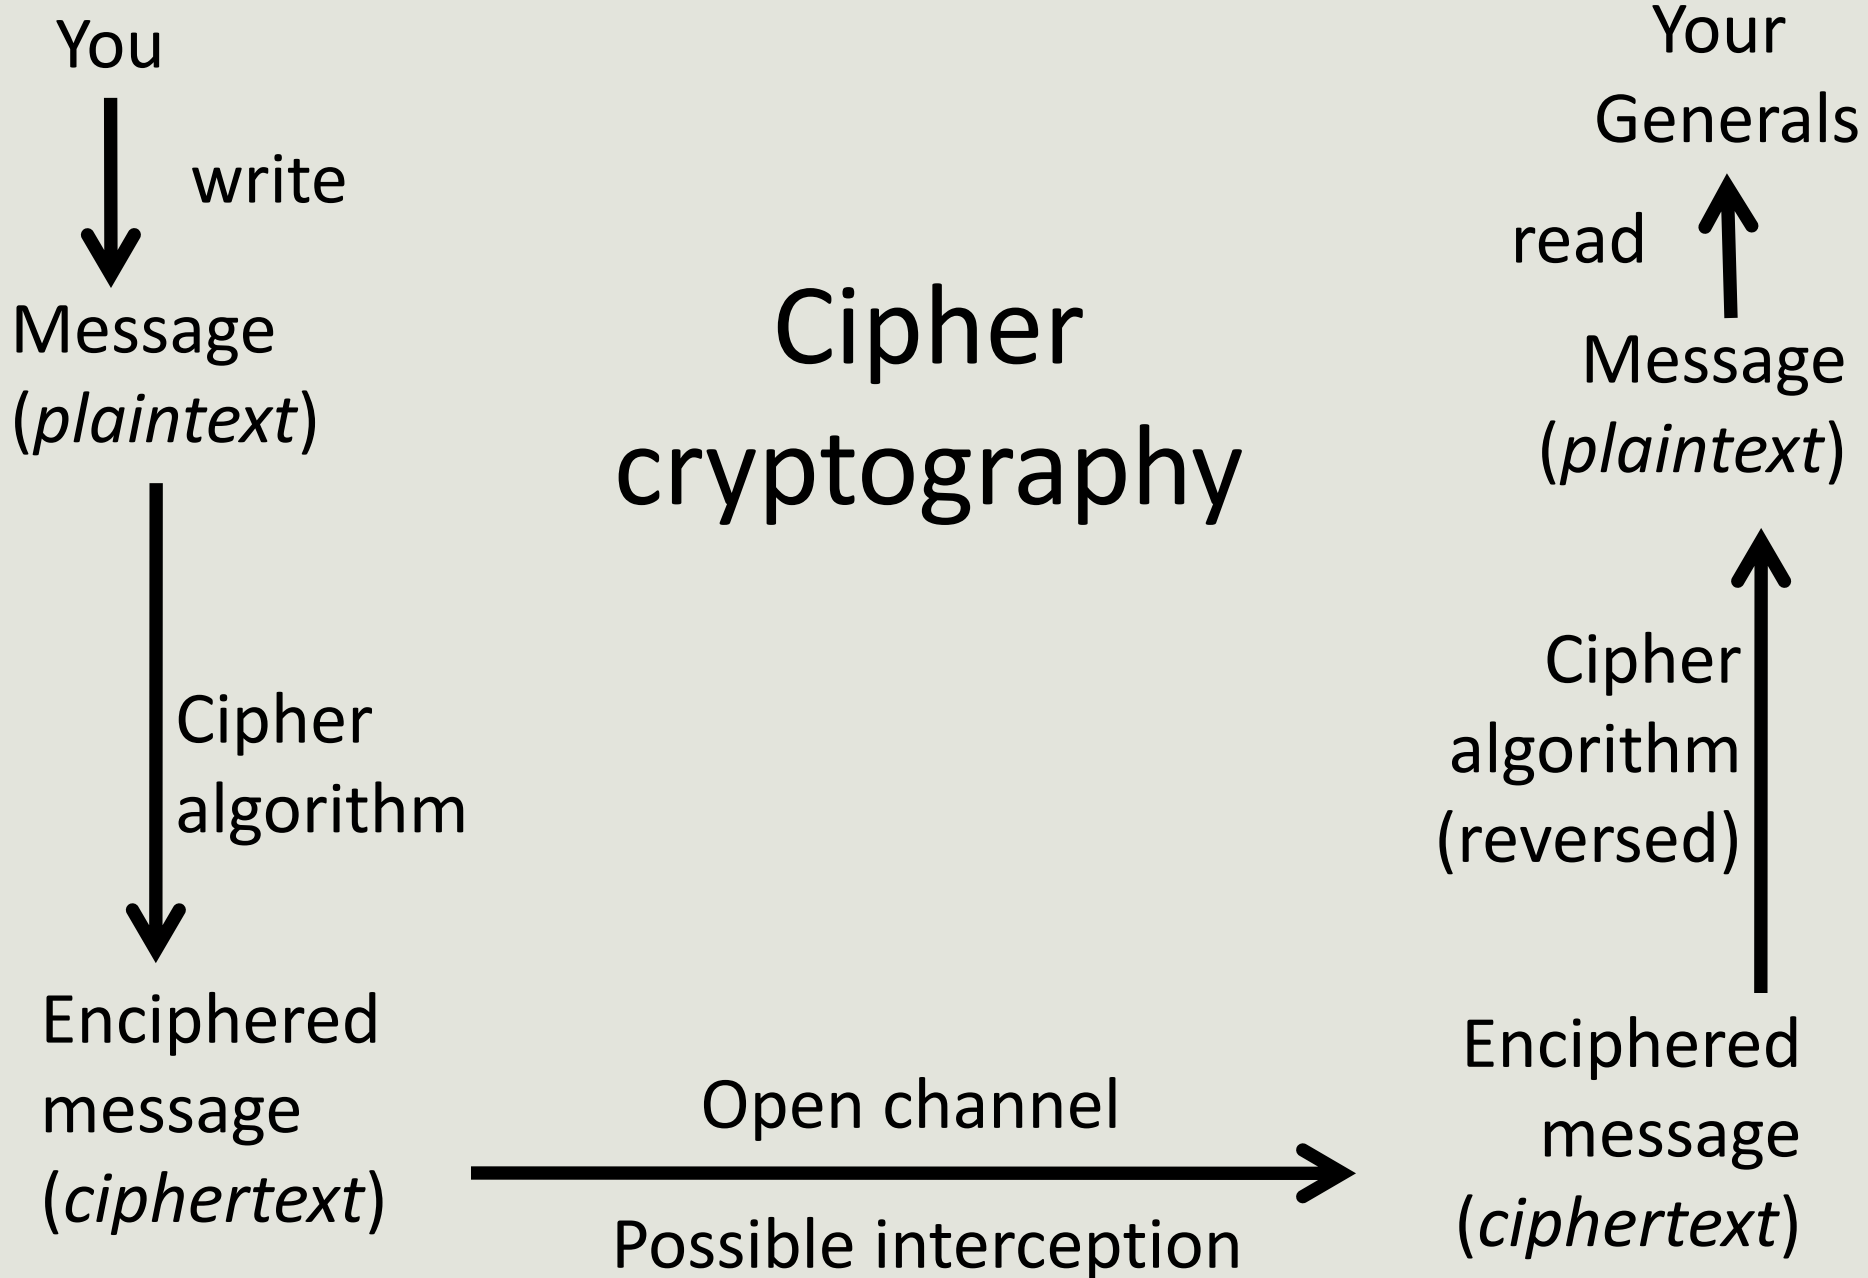 You
write
Message
(plaintext)
Cipher
algorithm
Enciphered
message
(ciphertext)
Cipher
cryptography
Open channel
Possible interception
Your
Generals
read
Message
(plaintext)
Cipher
algorithm
(reversed)
Enciphered
message
(ciphertext)